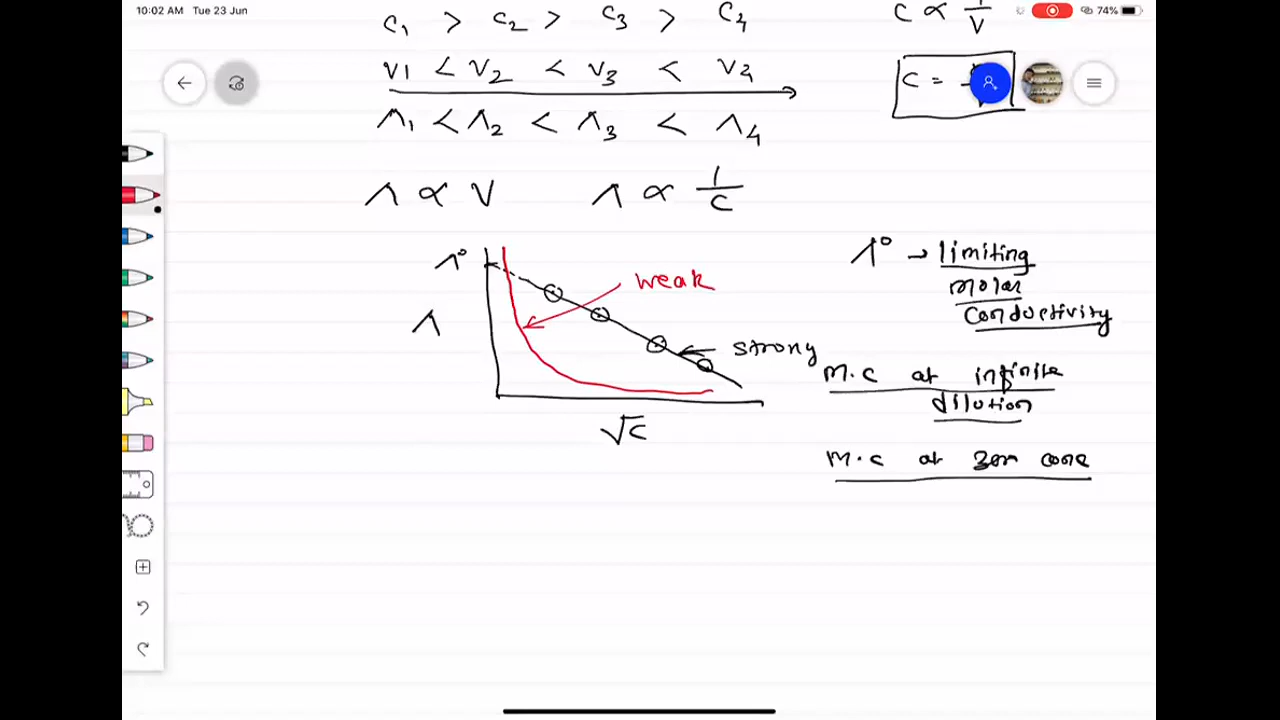 10:02 AM Tue 23 Jun
74%
C1 > C2 > C3 > C4
C ∝ 1/V
V1 < V2 < V3 < V4
C =
Λ1 < Λ2 < Λ3 < Λ4
Λ ∝ V Λ ∝ 1/C
Λ° → limiting
molar
conductivity
Λ°
weak
Λ
strong
√C
M.C at infinite
dilution
M.C at zero conc